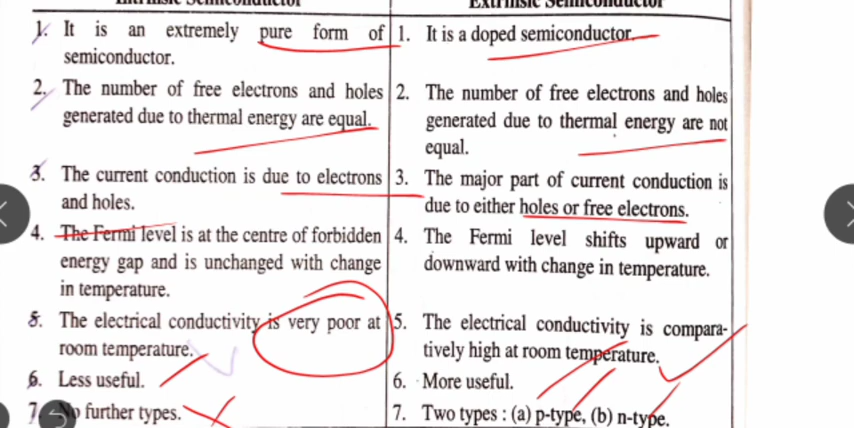 Intrinsic Semiconductor
Extrinsic Semiconductor
1. It is an extremely pure form of
semiconductor.
1. It is a doped semiconductor.
2. The number of free electrons and holes
generated due to thermal energy are equal.
2. The number of free electrons and holes
generated due to thermal energy are not
equal.
3. The current conduction is due to electrons
and holes.
3. The major part of current conduction is
due to either holes or free electrons.
4. The Fermi level is at the centre of forbidden
energy gap and is unchanged with change
in temperature.
4. The Fermi level shifts upward or
downward with change in temperature.
5. The electrical conductivity is very poor at
room temperature.
5. The electrical conductivity is compara-
tively high at room temperature.
6. Less useful.
6. More useful.
7. No further types.
7. Two types : (a) p-type, (b) n-type.